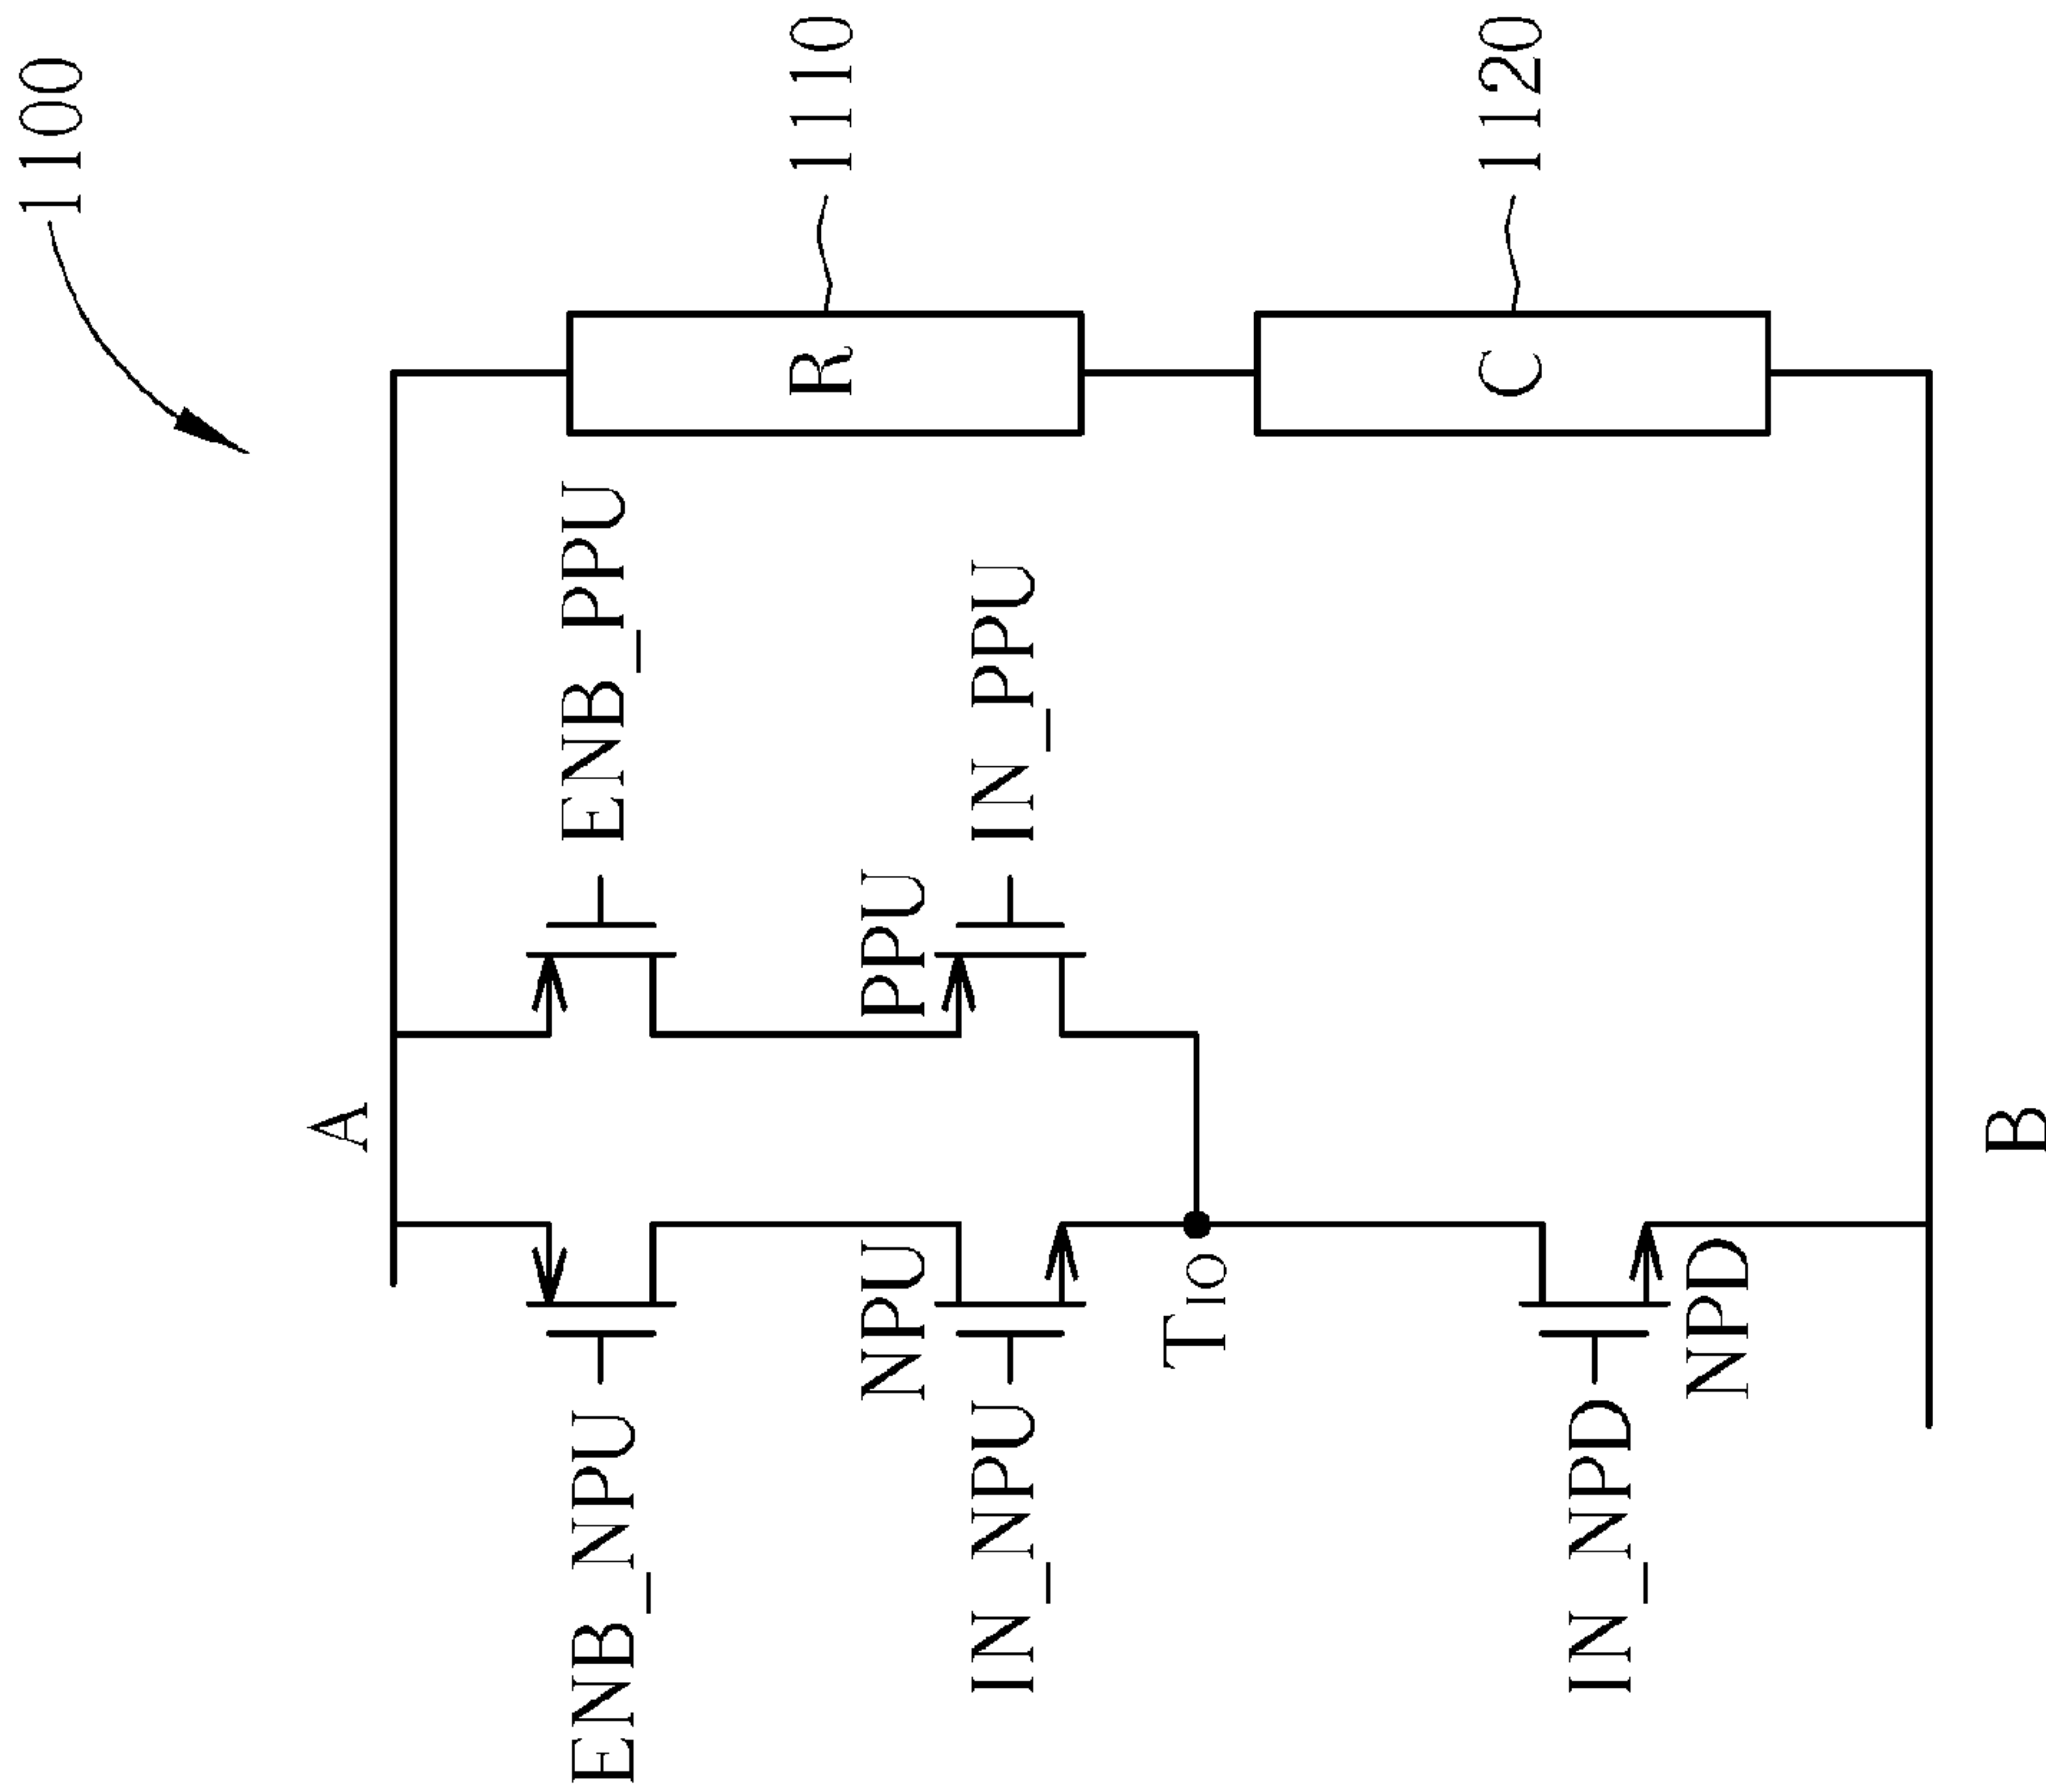 1100
A
ENB_NPU
ENB_PPU
R
1110
NPU
PPU
IN_NPU
IN_PPU
TIO
C
1120
IN_NPD
NPD
B